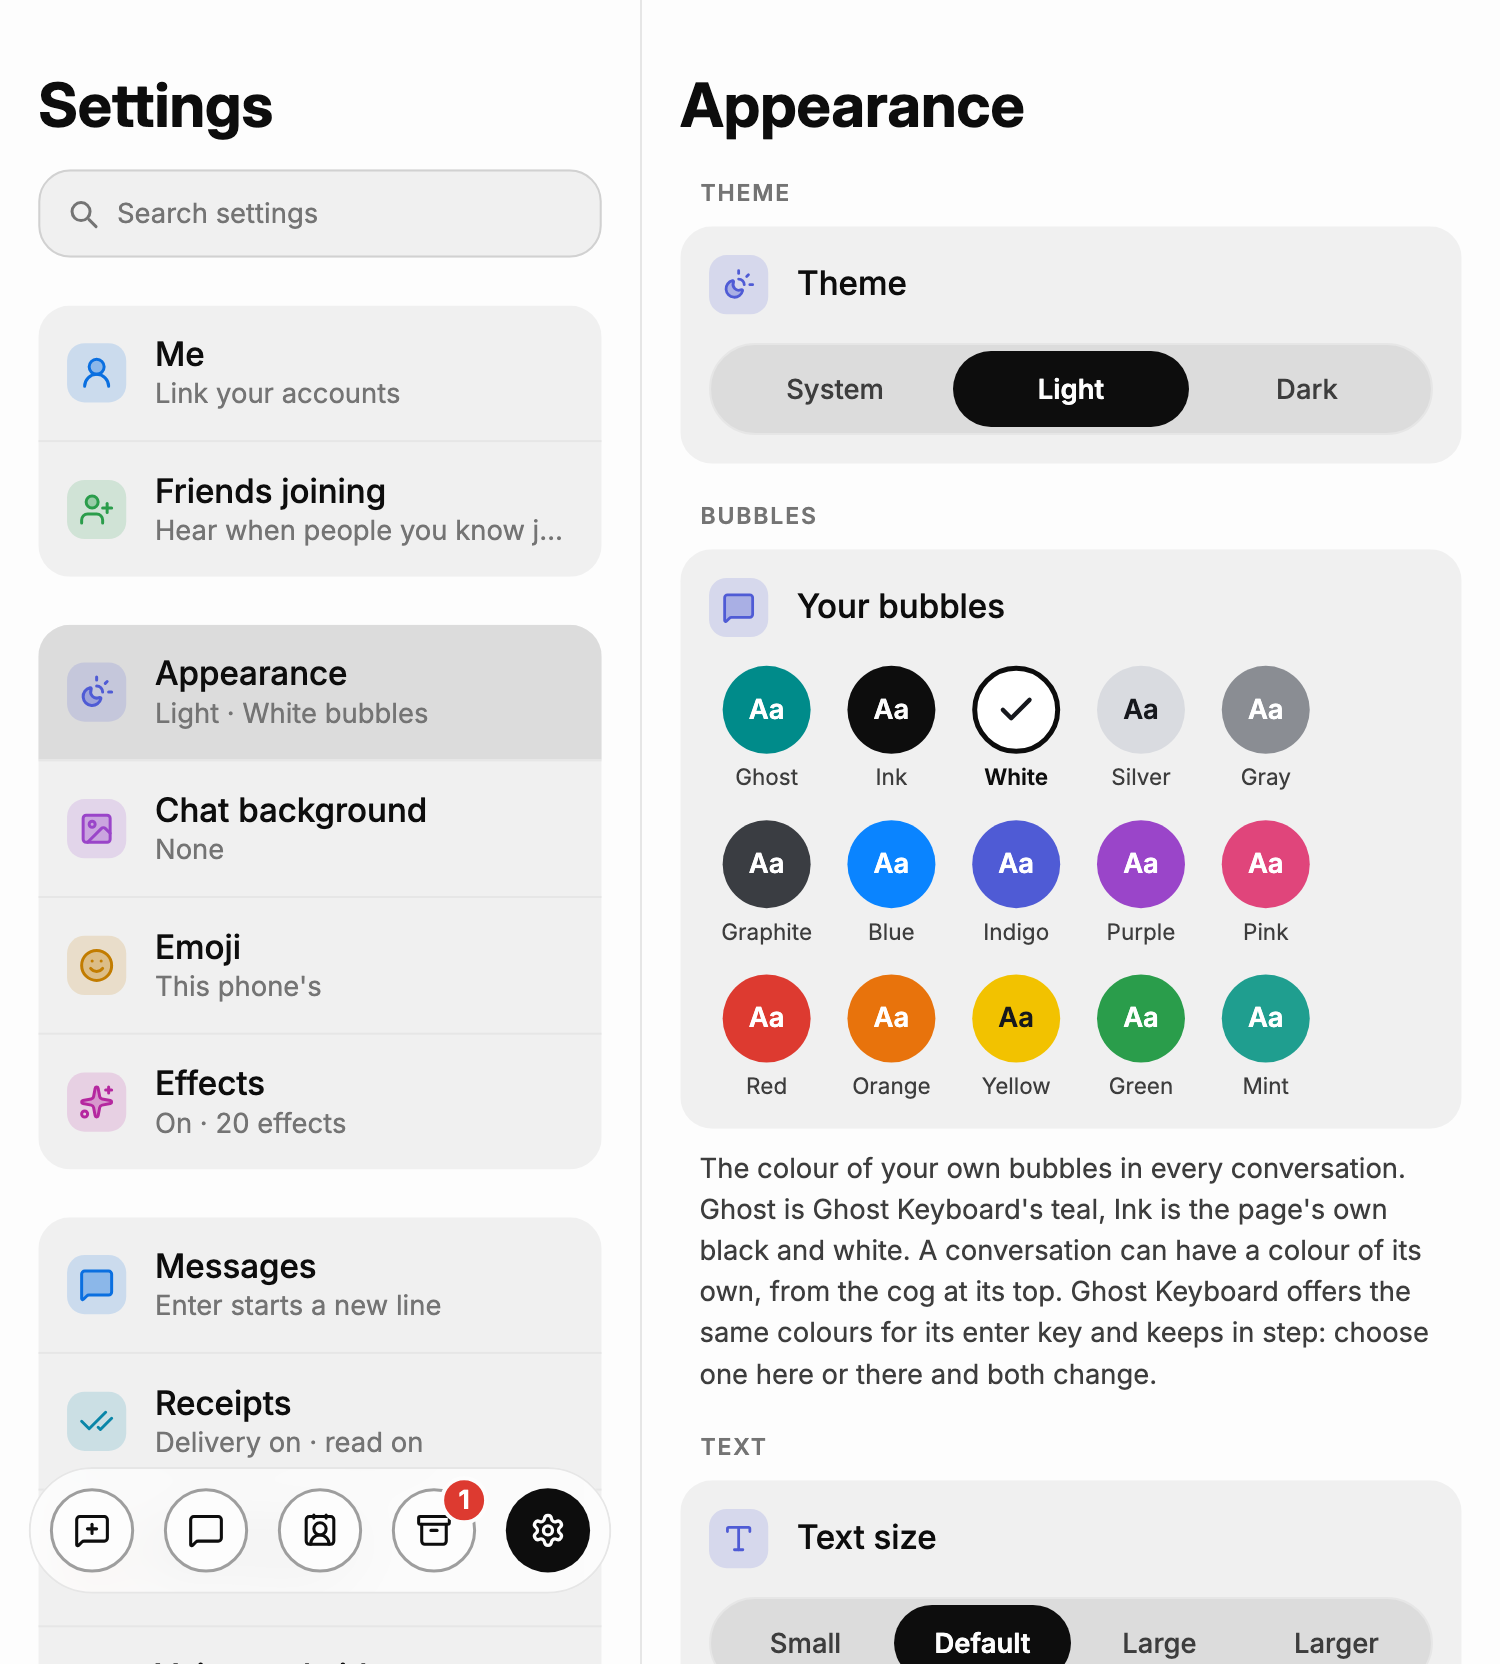 Settings
Search settings
Me
Link your accounts
Friends joining
Hear when people you know j...
Appearance
Light · White bubbles
Chat background
None
Emoji
This phone's
Effects
On · 20 effects
Messages
Enter starts a new line
Receipts
Delivery on · read on
1
Appearance
THEME
Theme
System Light Dark
BUBBLES
Your bubbles
Aa Aa Aa Aa
Ghost Ink White Silver Gray
Aa Aa Aa Aa Aa
Graphite Blue Indigo Purple Pink
Aa Aa Aa Aa Aa
Red Orange Yellow Green Mint
The colour of your own bubbles in every conversation.
Ghost is Ghost Keyboard's teal, Ink is the page's own
black and white. A conversation can have a colour of its
own, from the cog at its top. Ghost Keyboard offers the
same colours for its enter key and keeps in step: choose
one here or there and both change.
TEXT
Text size
Small Default Large Larger